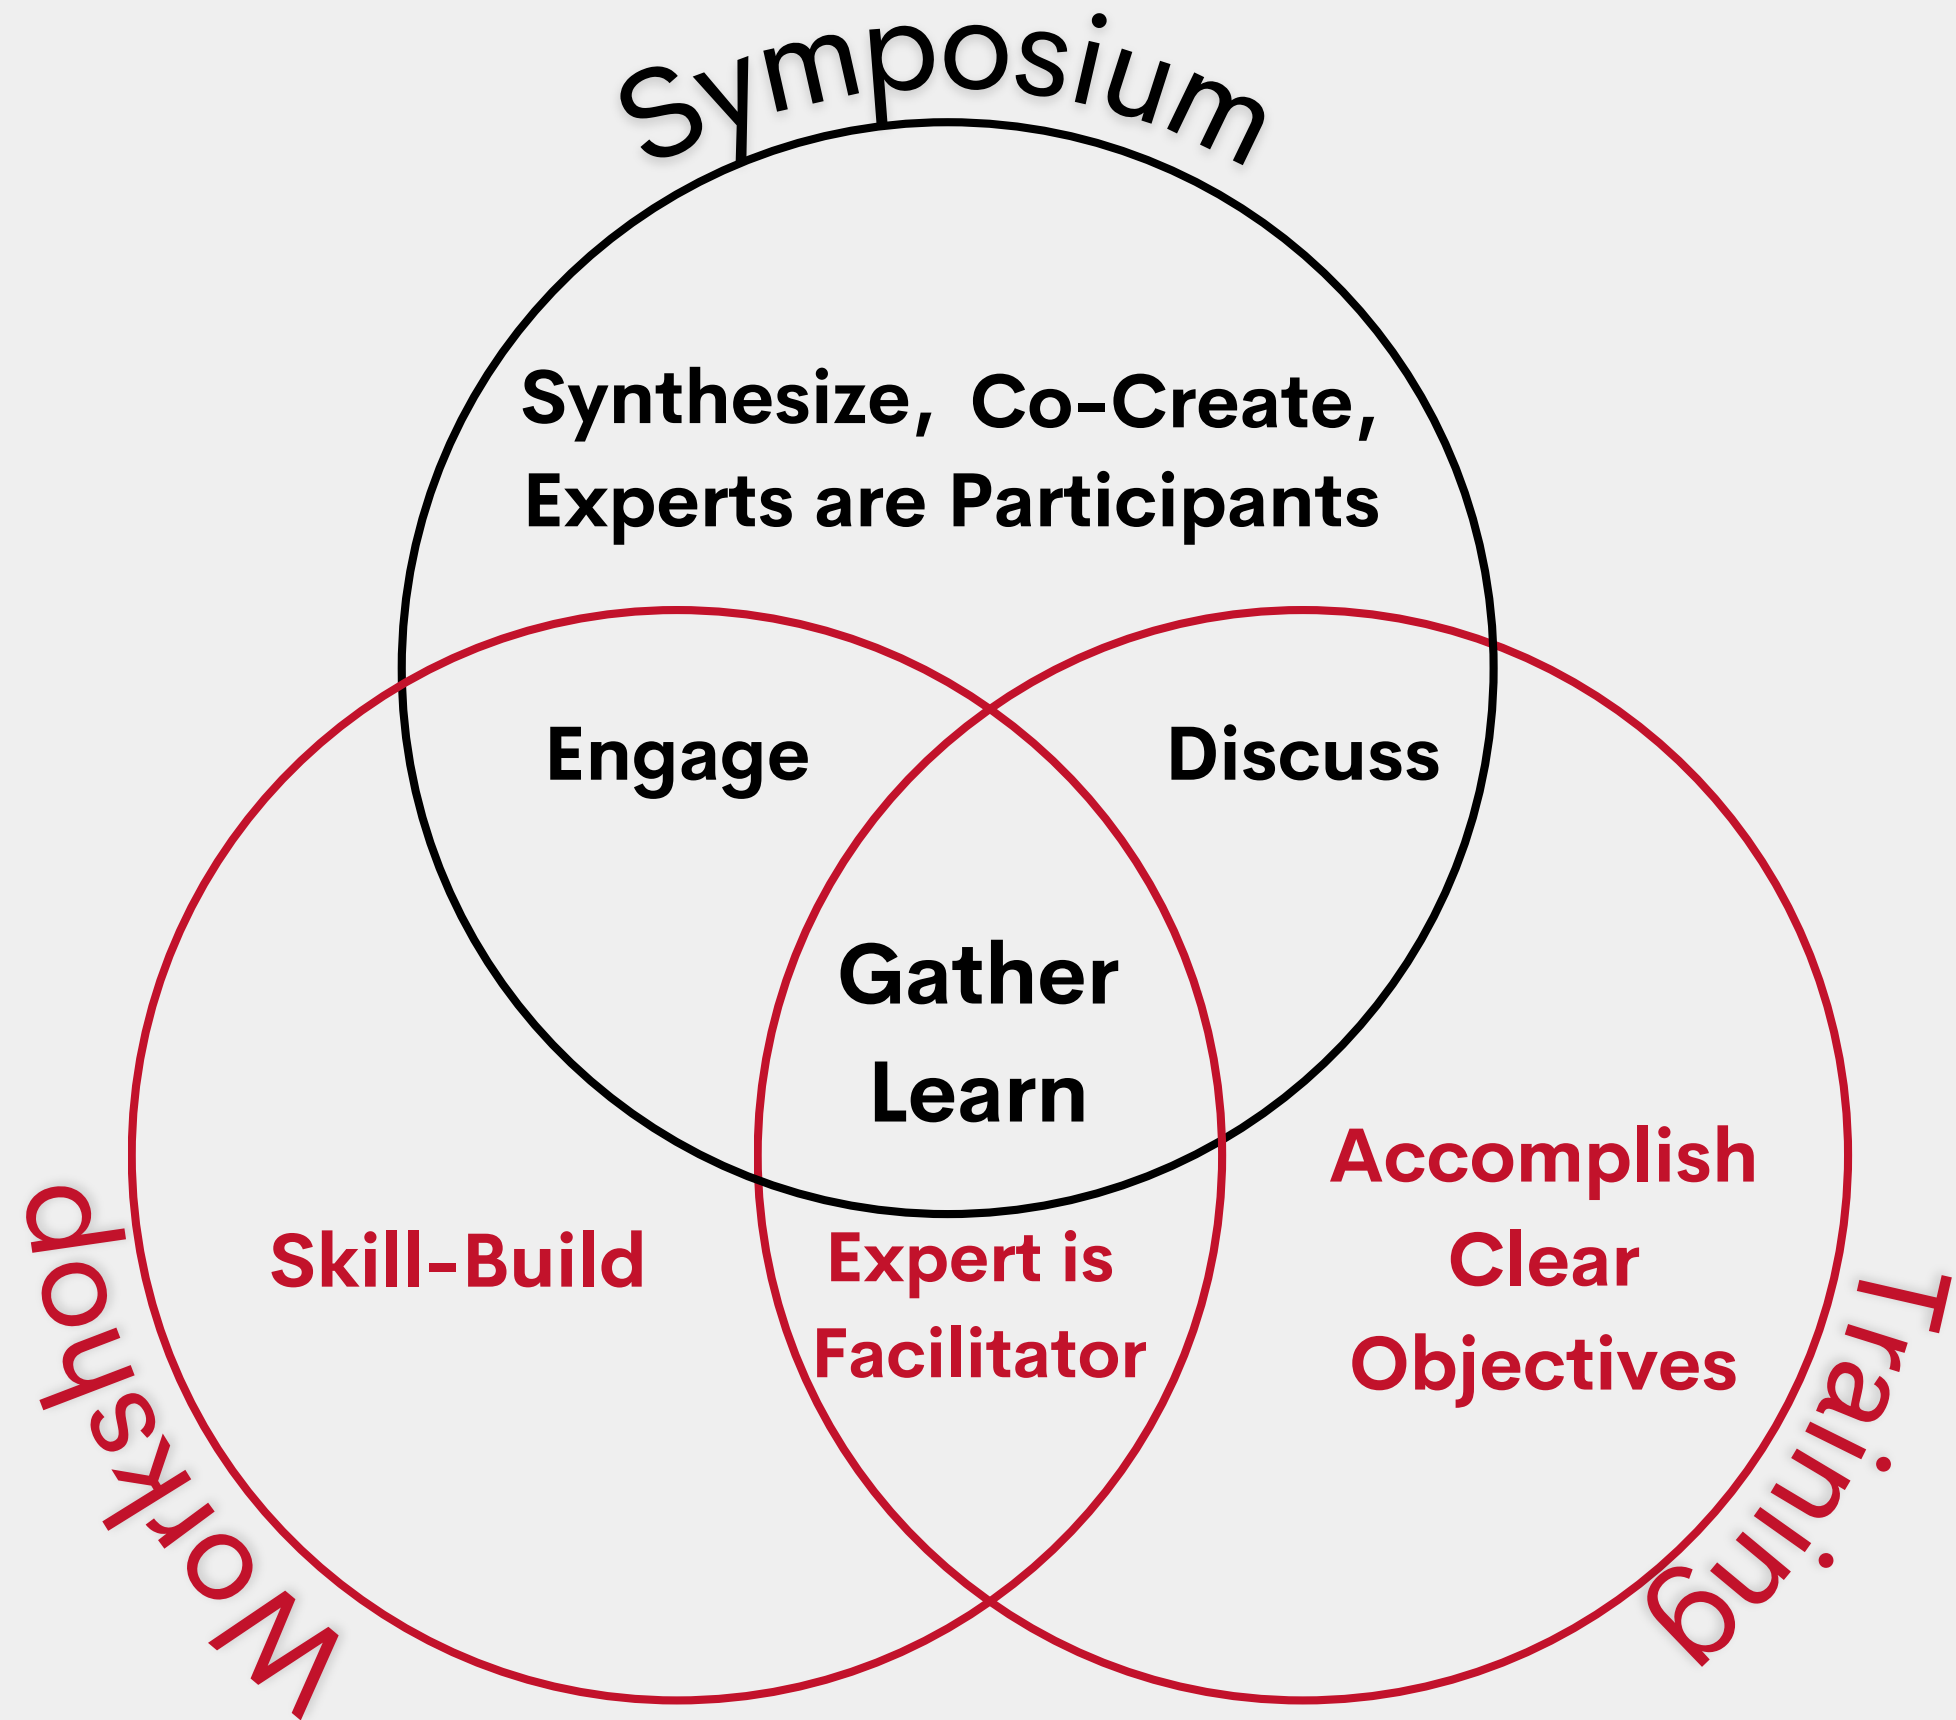 Symposium
Synthesize, Co-Create,
Experts are Participants
Engage
Discuss
Gather
Learn
Skill-Build
Expert is
Facilitator
Accomplish
Clear
Objectives
Workshop
Training